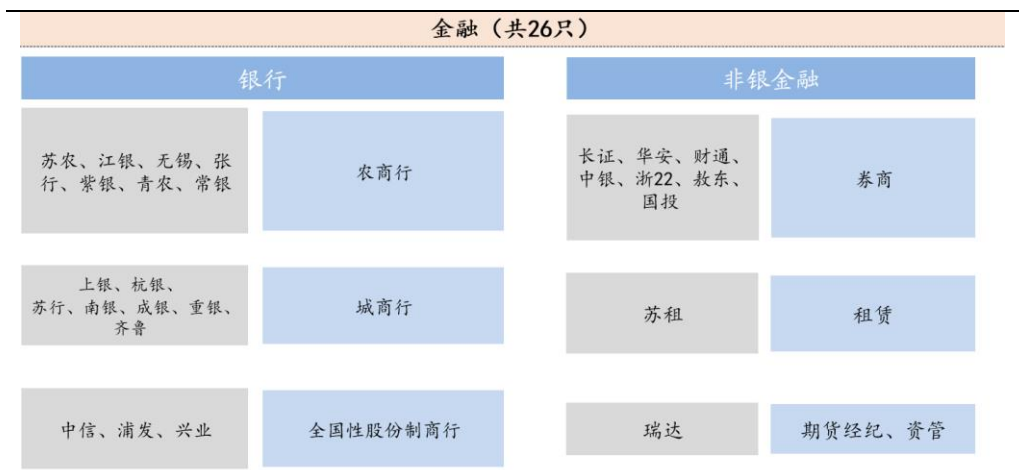 金融（共26只）
银行
苏农、江银、无锡、张
行、紫银、青农、常银
农商行
上银、杭银、
苏行、南银、成银、重银、
齐鲁
城商行
中信、浦发、兴业
全国性股份制商行
非银金融
长证、华安、财通、
中银、浙22、敖东、
国投
券商
苏租
租赁
瑞达
期货经纪、资管